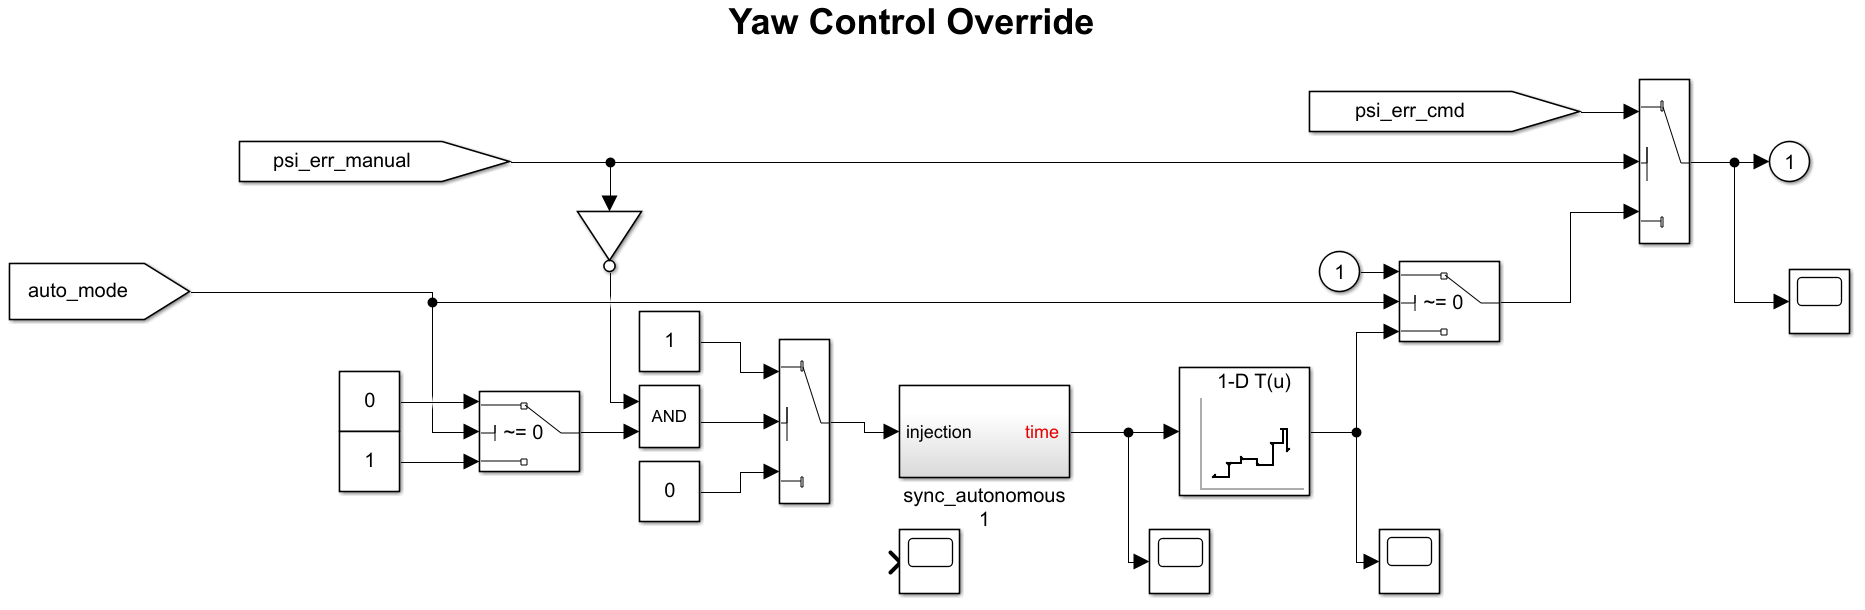 Yaw Control Override
psi_err_cmd
psi_err_manual
1
auto_mode
1
~= 0
1
0
~= 0
1
AND
0
injection
time
sync_autonomous
1
1-D T(u)